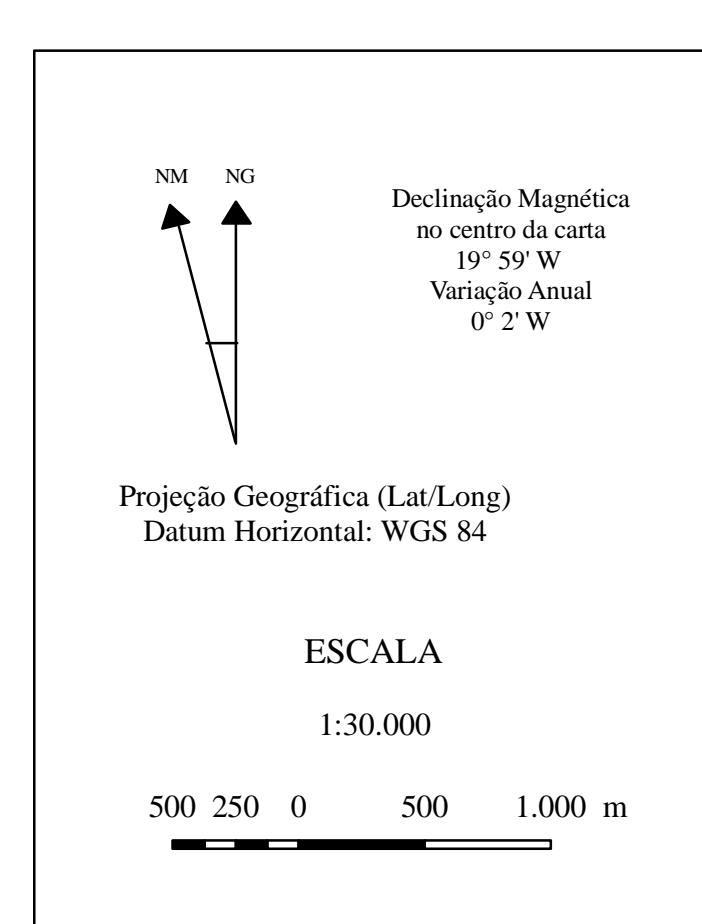 NM NG
Declinação Magnética
no centro da carta
19° 59' W
Variação Anual
0° 2' W
Projeção Geográfica (Lat/Long)
Datum Horizontal: WGS 84
ESCALA
1:30.000
500 250 0 500 1.000 m